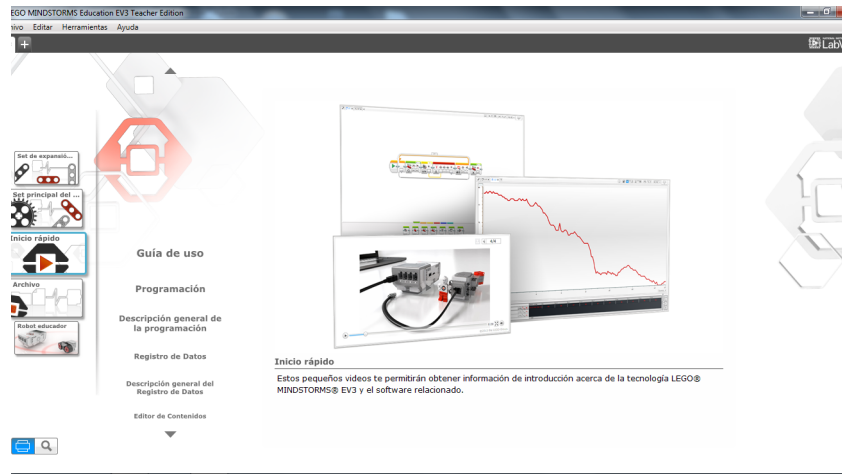 EGO MINDSTORMS Education EV3 Teacher Edition
ivo Editar Herramientas Ayuda
+
LabV
Set de expansió...
Set principal del ...
Inicio rápido
Archivo
Robot educador
Guía de uso
Programación
Descripción general de
la programación
Registro de Datos
Descripción general del
Registro de Datos
Editor de Contenidos
Inicio rápido
Estos pequeños videos te permitirán obtener información de introducción acerca de la tecnología LEGO®
MINDSTORMS® EV3 y el software relacionado.